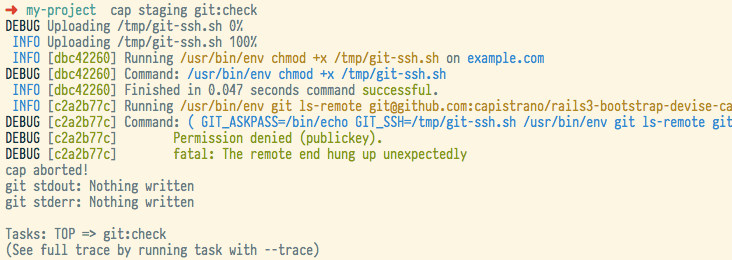 ➜ my-project cap staging git:check
DEBUG Uploading /tmp/git-ssh.sh 0%
INFO Uploading /tmp/git-ssh.sh 100%
INFO [dbc42260] Running /usr/bin/env chmod +x /tmp/git-ssh.sh on example.com
DEBUG [dbc42260] Command: /usr/bin/env chmod +x /tmp/git-ssh.sh
INFO [dbc42260] Finished in 0.047 seconds command successful.
INFO [c2a2b77c] Running /usr/bin/env git ls-remote git@github.com:capistrano/rails3-bootstrap-devise-ca
DEBUG [c2a2b77c] Command: ( GIT_ASKPASS=/bin/echo GIT_SSH=/tmp/git-ssh.sh /usr/bin/env git ls-remote git
DEBUG [c2a2b77c] Permission denied (publickey).
DEBUG [c2a2b77c] fatal: The remote end hung up unexpectedly
cap aborted!
git stdout: Nothing written
git stderr: Nothing written
Tasks: TOP => git:check
(See full trace by running task with --trace)